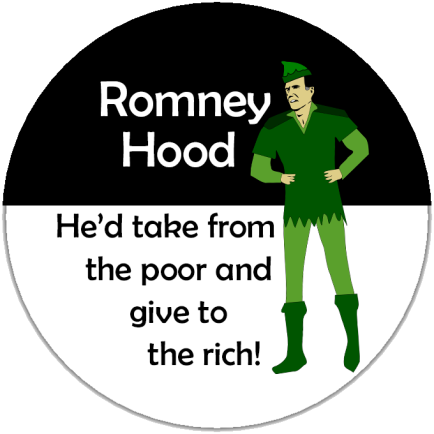 Romney
Hood
He'd take from
the poor and
give to
the rich!